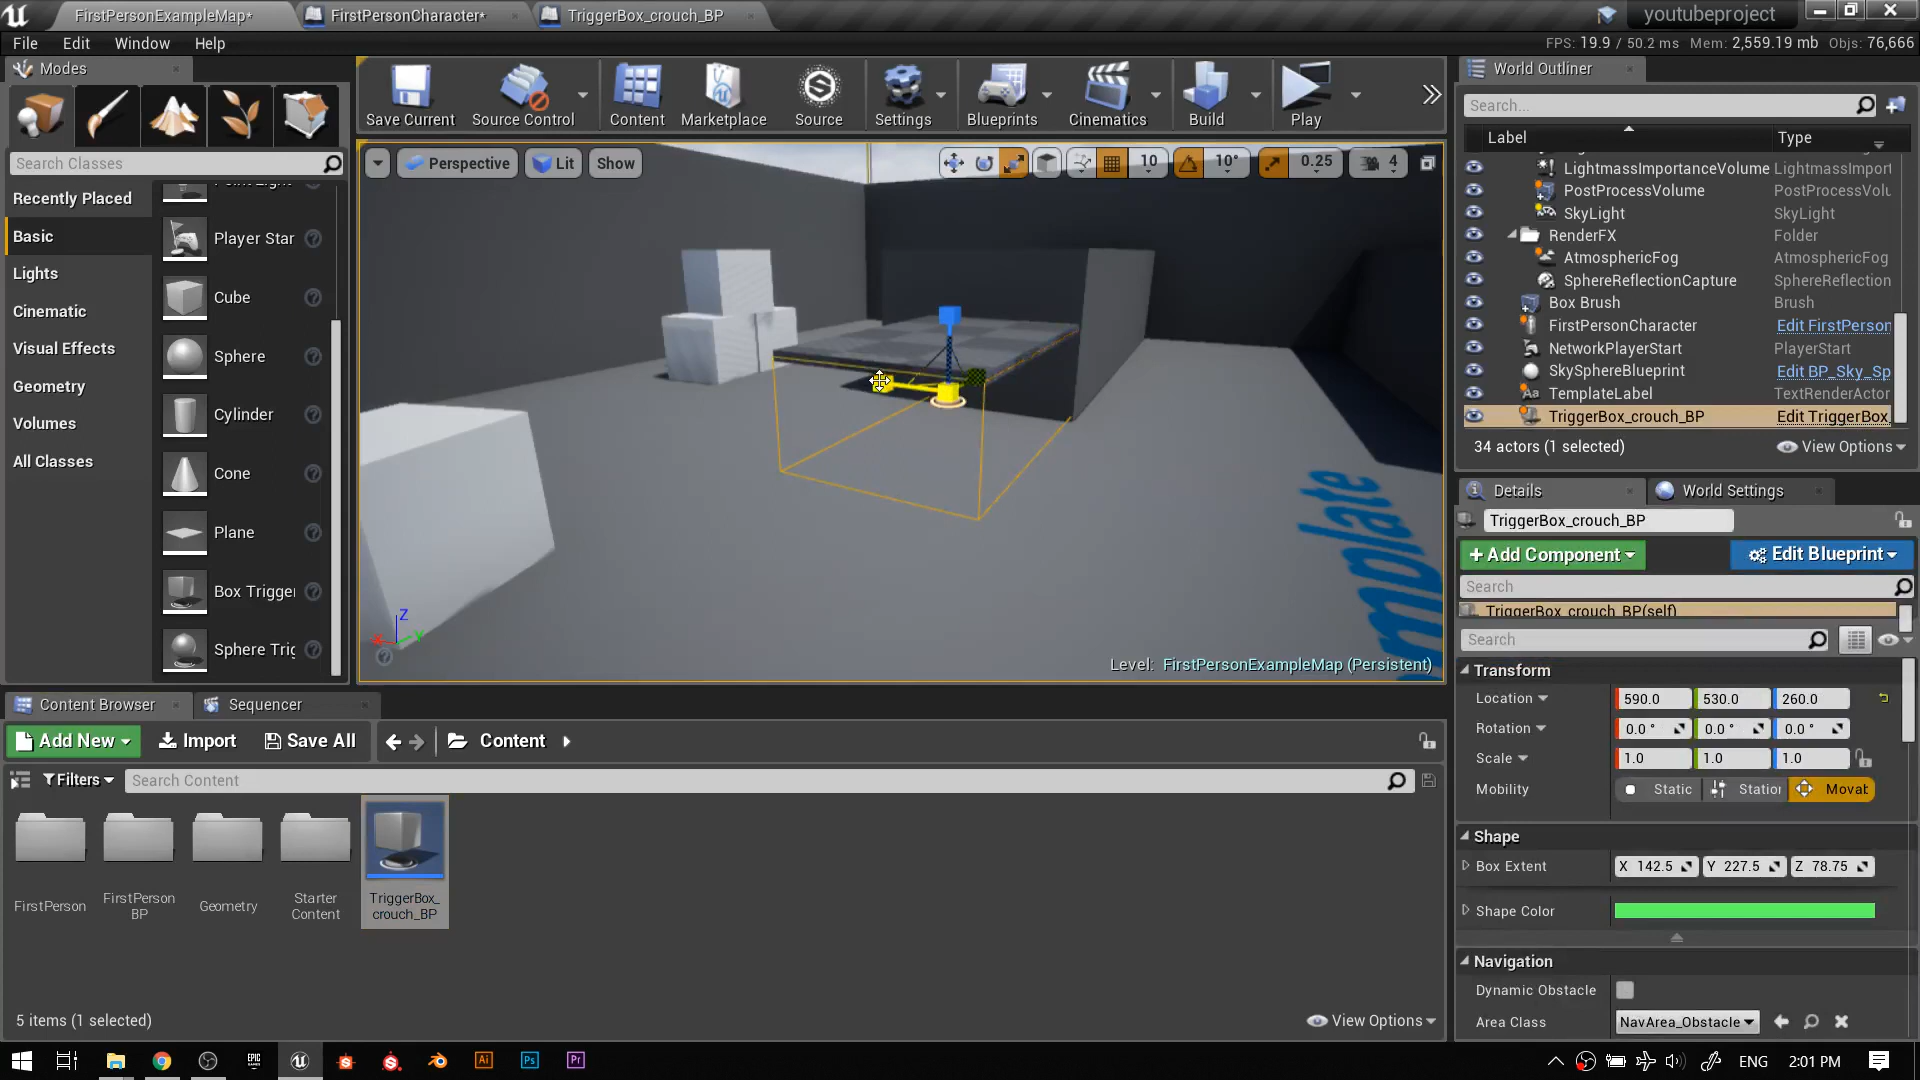 FirstPersonExampleMap*
FirstPersonCharacter*
TriggerBox_crouch_BP
youtubeproject
File
Edit
Window
Help
FPS: 19.9 / 50.2 ms
Mem: 2,559.19 mb
Objs: 76,666
Modes
Search Classes
Recently Placed
Basic
Lights
Cinematic
Visual Effects
Geometry
Volumes
All Classes
Player Star
Cube
Sphere
Cylinder
Cone
Plane
Box Trigge
Sphere Trig
Save Current
Source Control
Content
Marketplace
Source
Settings
Blueprints
Cinematics
Build
Play
Perspective
Lit
Show
10
10°
0.25
4
mplate
Z
X
Y
Level: FirstPersonExampleMap (Persistent)
World Outliner
Search...
Label
Type
LightmassImportanceVolume LightmassImport
PostProcessVolume PostProcessVolu
SkyLight SkyLight
RenderFX Folder
AtmosphericFog AtmosphericFog
SphereReflectionCapture SphereReflection
Box Brush Brush
FirstPersonCharacter Edit FirstPerson
NetworkPlayerStart PlayerStart
SkySphereBlueprint Edit BP_Sky_Sp
TemplateLabel TextRenderActor
TriggerBox_crouch_BP Edit TriggerBox
34 actors (1 selected)
View Options
Details
World Settings
TriggerBox_crouch_BP
Add Component
Edit Blueprint
Search
TriggerBox_crouch_BP(self)
Search
Transform
Location 590.0 530.0 260.0
Rotation 0.0 ° 0.0 ° 0.0 °
Scale 1.0 1.0 1.0
Mobility Static Station Movab
Shape
Box Extent X 142.5 Y 227.5 Z 78.75
Shape Color
Navigation
Dynamic Obstacle
Area Class NavArea_Obstacle
Content Browser
Sequencer
Add New
Import
Save All
Content
Filters
Search Content
FirstPerson
FirstPerson
BP
Geometry
Starter
Content
TriggerBox_
crouch_BP
5 items (1 selected)
View Options
EPIC
GAMES
Ai
Ps
Pr
ENG
2:01 PM